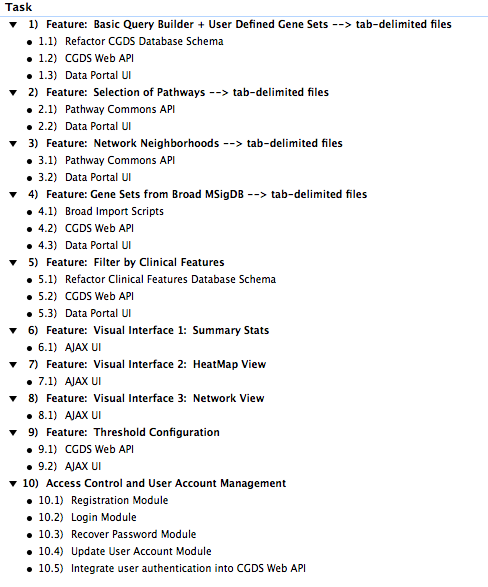 Task
1) Feature: Basic Query Builder + User Defined Gene Sets --> tab-delimited files
1.1) Refactor CGDS Database Schema
1.2) CGDS Web API
1.3) Data Portal UI
2) Feature: Selection of Pathways --> tab-delimited files
2.1) Pathway Commons API
2.2) Data Portal UI
3) Feature: Network Neighborhoods --> tab-delimited files
3.1) Pathway Commons API
3.2) Data Portal UI
4) Feature: Gene Sets from Broad MSigDB --> tab-delimited files
4.1) Broad Import Scripts
4.2) CGDS Web API
4.3) Data Portal UI
5) Feature: Filter by Clinical Features
5.1) Refactor Clinical Features Database Schema
5.2) CGDS Web API
5.3) Data Portal UI
6) Feature: Visual Interface 1: Summary Stats
6.1) AJAX UI
7) Feature: Visual Interface 2: HeatMap View
7.1) AJAX UI
8) Feature: Visual Interface 3: Network View
8.1) AJAX UI
9) Feature: Threshold Configuration
9.1) CGDS Web API
9.2) AJAX UI
10) Access Control and User Account Management
10.1) Registration Module
10.2) Login Module
10.3) Recover Password Module
10.4) Update User Account Module
10.5) Integrate user authentication into CGDS Web API